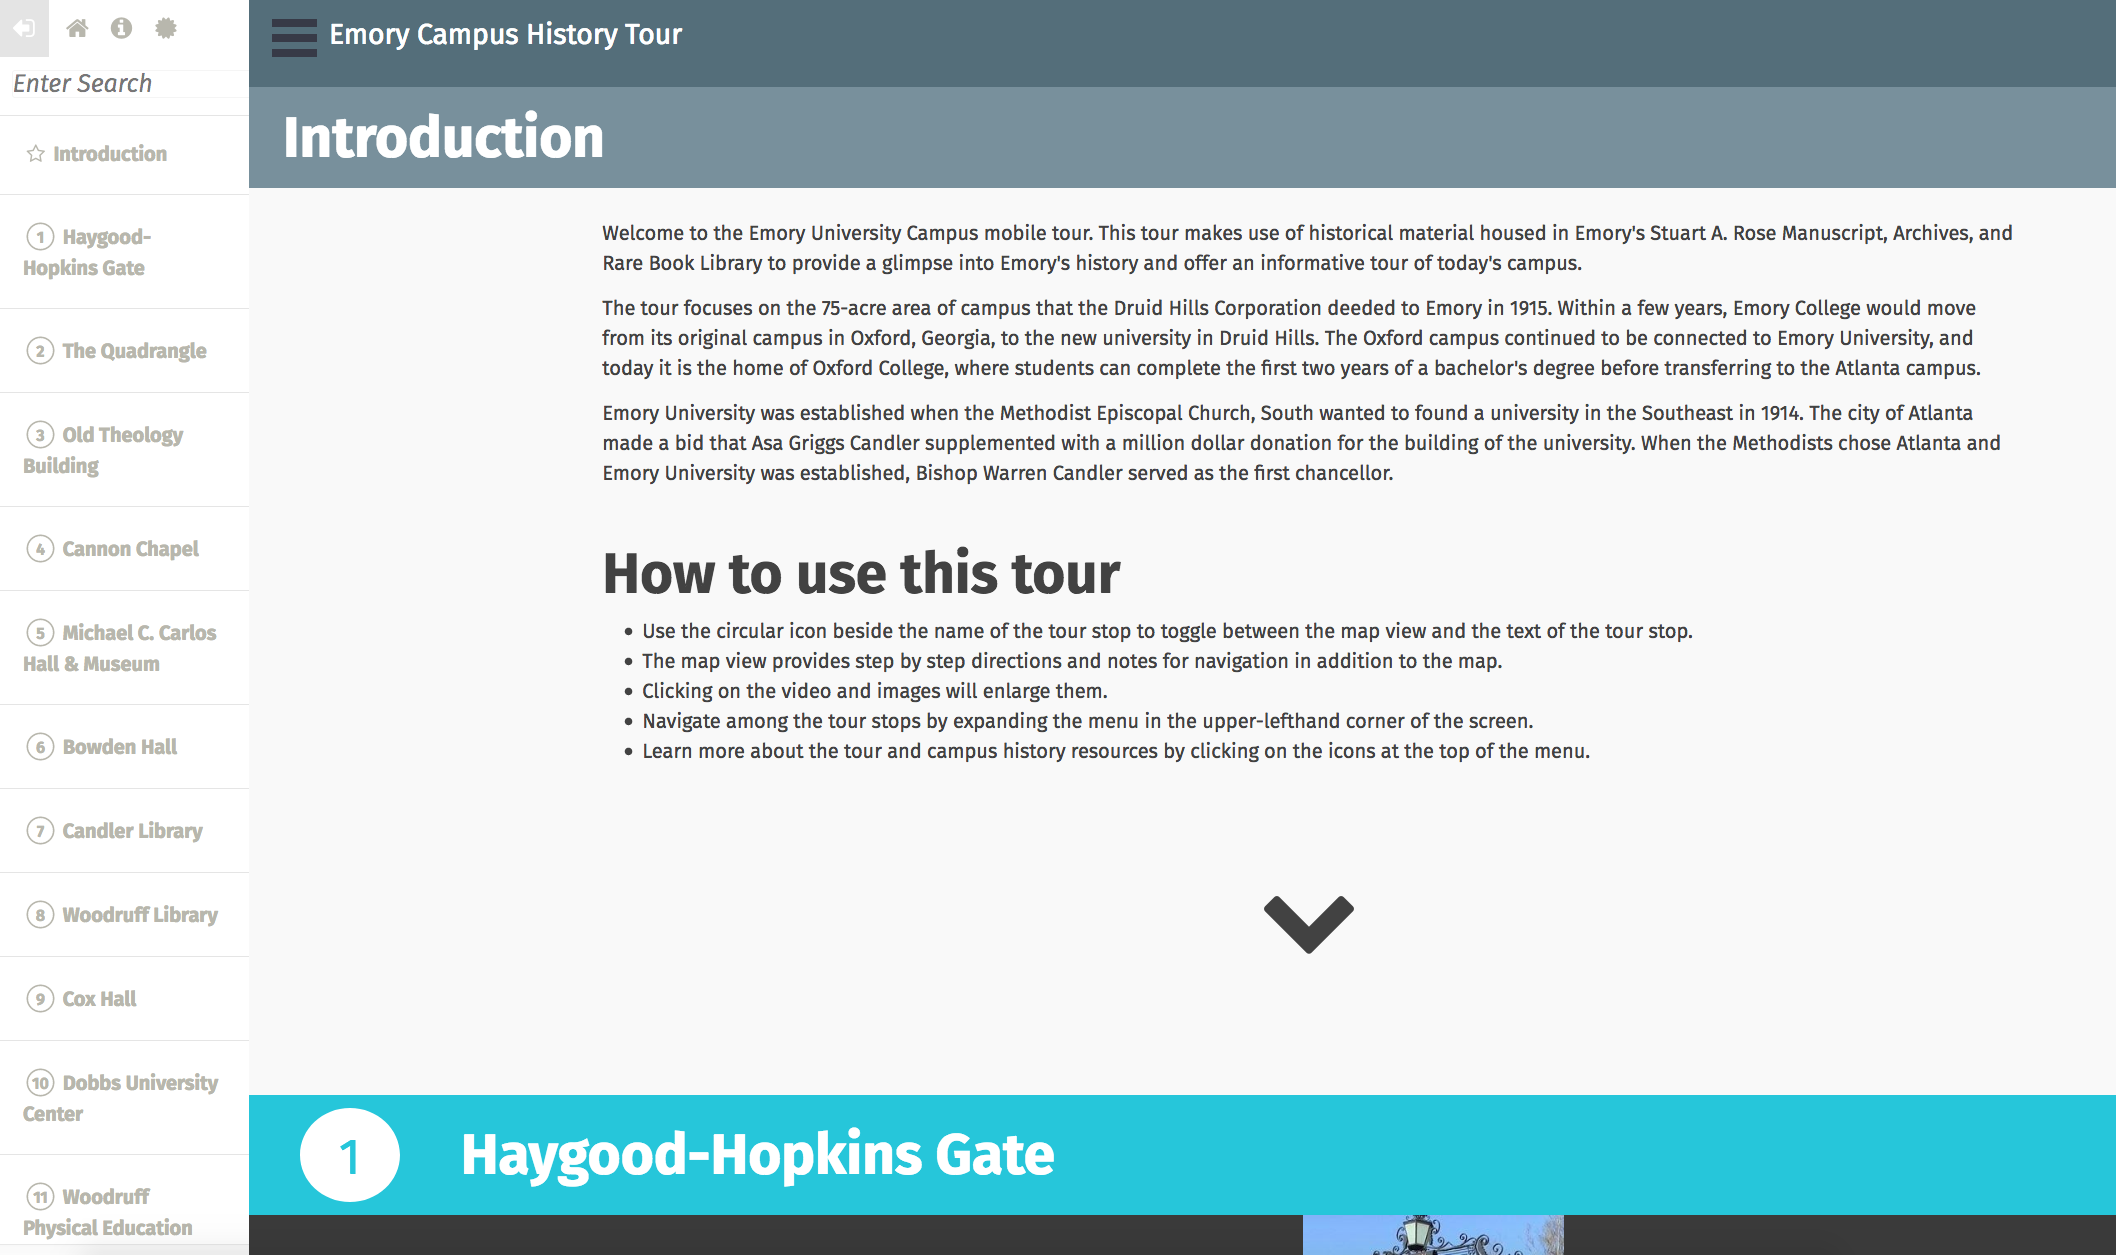 Enter Search
Introduction
1 Haygood-
Hopkins Gate
2 The Quadrangle
3 Old Theology
Building
4 Cannon Chapel
5 Michael C. Carlos
Hall & Museum
6 Bowden Hall
7 Candler Library
8 Woodruff Library
9 Cox Hall
10 Dobbs University
Center
11 Woodruff
Physical Education
Emory Campus History Tour
Introduction
Welcome to the Emory University Campus mobile tour. This tour makes use of historical material housed in Emory's Stuart A. Rose Manuscript, Archives, and
Rare Book Library to provide a glimpse into Emory's history and offer an informative tour of today's campus.
The tour focuses on the 75-acre area of campus that the Druid Hills Corporation deeded to Emory in 1915. Within a few years, Emory College would move
from its original campus in Oxford, Georgia, to the new university in Druid Hills. The Oxford campus continued to be connected to Emory University, and
today it is the home of Oxford College, where students can complete the first two years of a bachelor's degree before transferring to the Atlanta campus.
Emory University was established when the Methodist Episcopal Church, South wanted to found a university in the Southeast in 1914. The city of Atlanta
made a bid that Asa Griggs Candler supplemented with a million dollar donation for the building of the university. When the Methodists chose Atlanta and
Emory University was established, Bishop Warren Candler served as the first chancellor.
How to use this tour
• Use the circular icon beside the name of the tour stop to toggle between the map view and the text of the tour stop.
• The map view provides step by step directions and notes for navigation in addition to the map.
• Clicking on the video and images will enlarge them.
• Navigate among the tour stops by expanding the menu in the upper-lefthand corner of the screen.
• Learn more about the tour and campus history resources by clicking on the icons at the top of the menu.
1 Haygood-Hopkins Gate